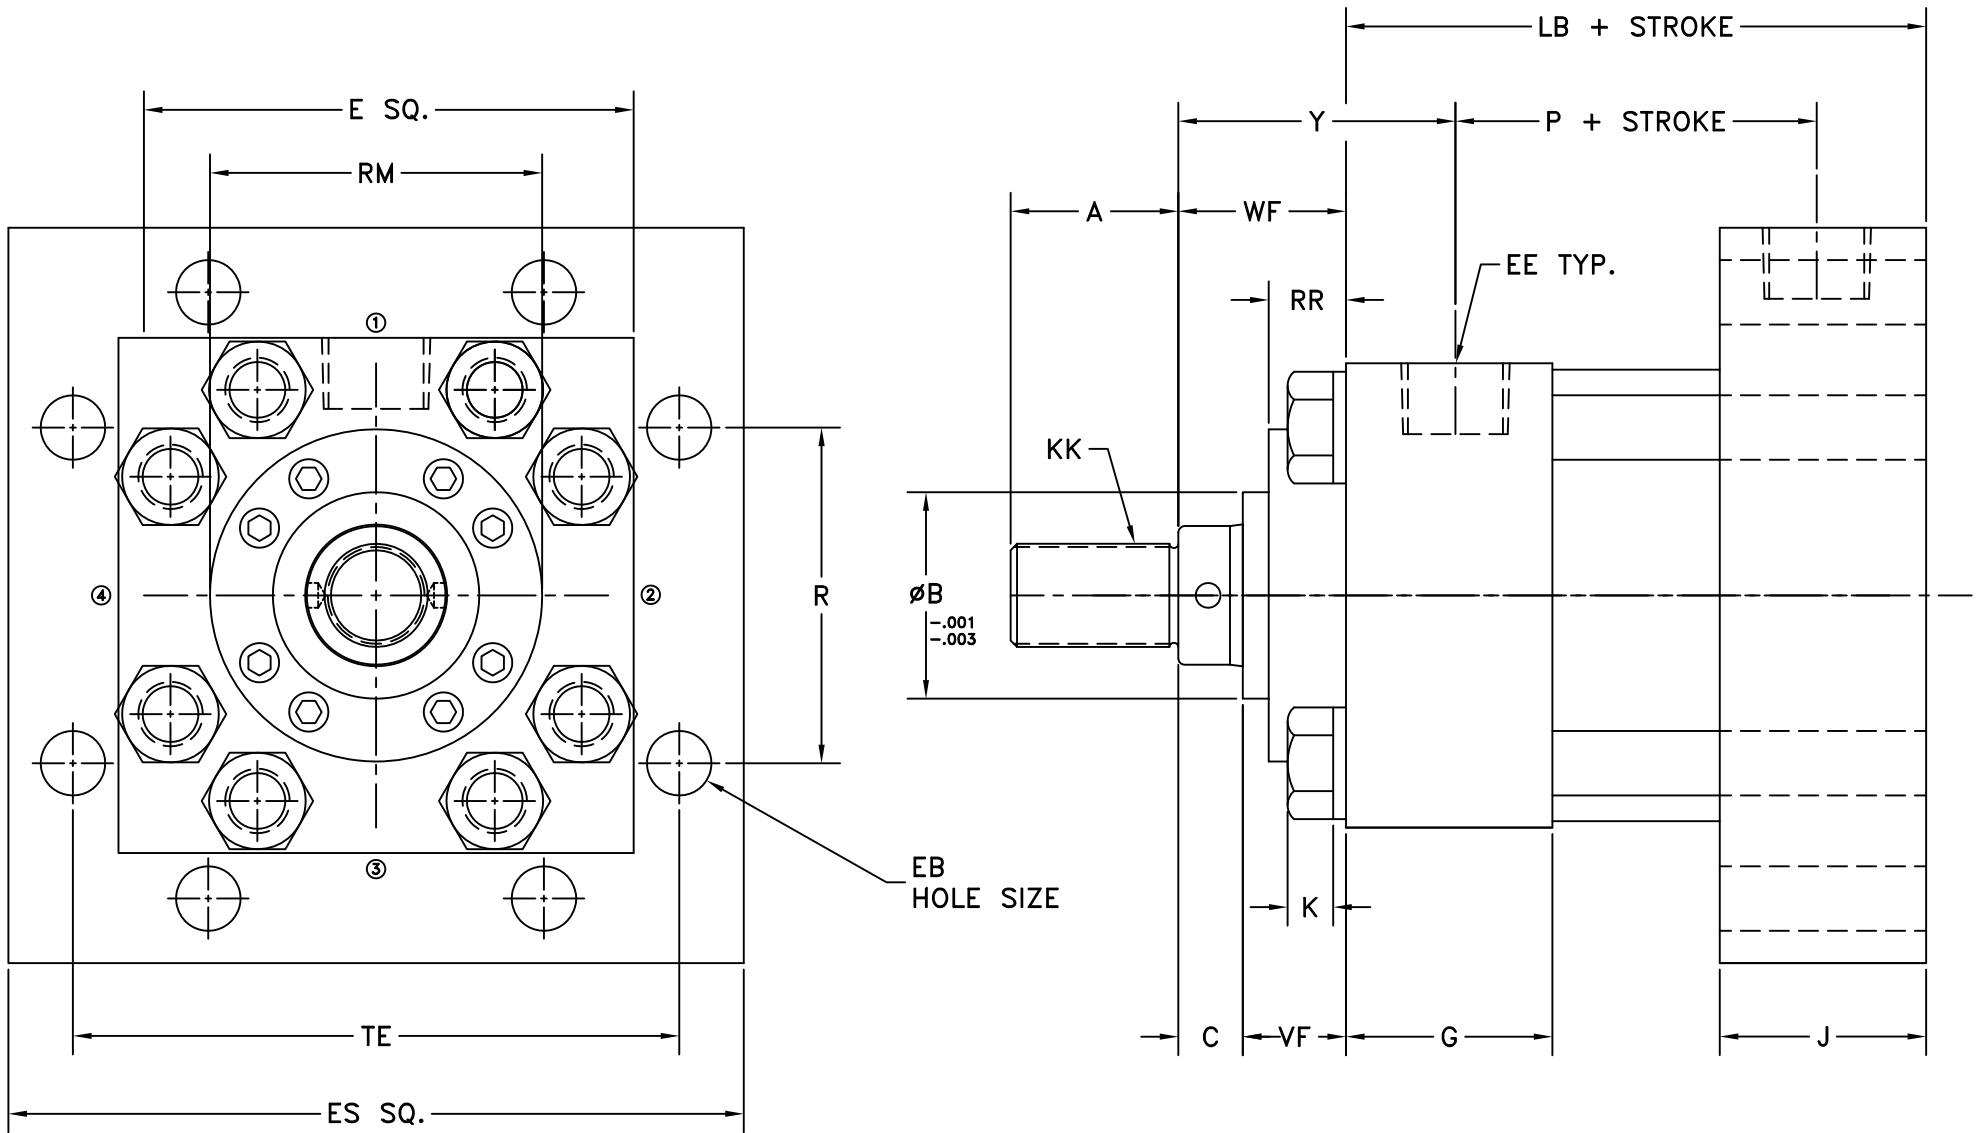 LB + STROKE
E SQ.
Y
P + STROKE
RM
A
WF
EE TYP.
RR
①
KK
④
②
R
øB
-.001
-.003
③
EB
HOLE SIZE
K
TE
C
VF
G
J
ES SQ.